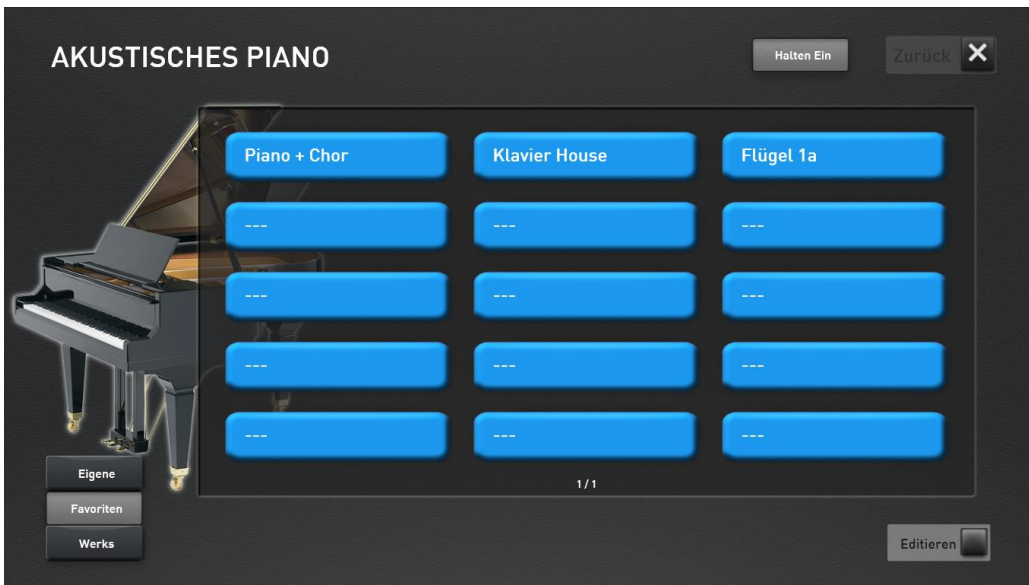 AKUSTISCHES PIANO
Halten Ein
Zurück
Piano + Chor
Klavier House
Flügel 1a
---
---
---
---
---
---
---
---
---
---
---
---
1/1
Eigene
Favoriten
Werks
Editieren